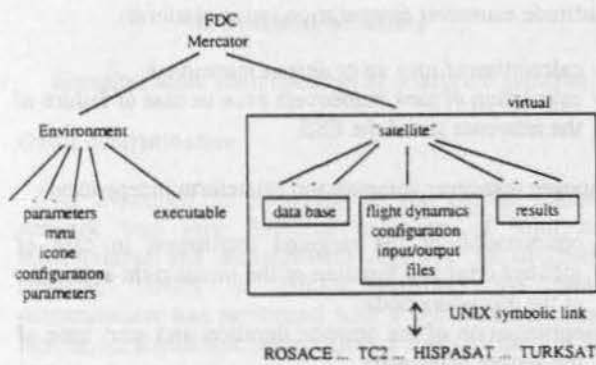 FDC
Mercator
virtual
Environment
"satellite"
parameters
mmi
icone
configuration
parameters
executable
data base
flight dynamics
configuration
input/output
files
results
UNIX symbolic link
ROSACE ... TC2 ... HISPASAT ... TURKSAT